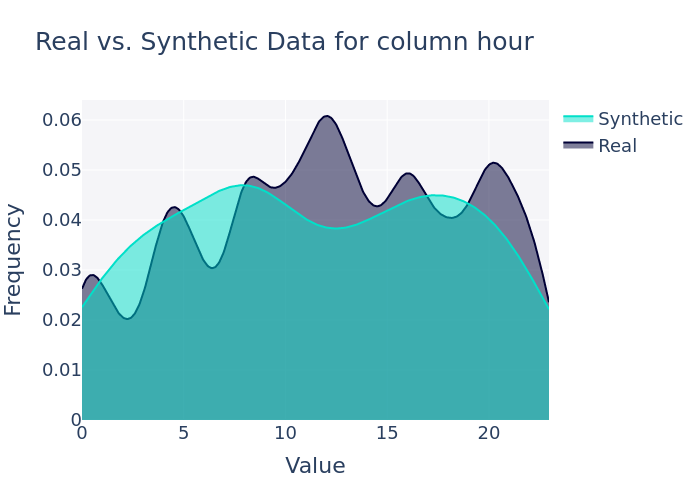 Real vs. Synthetic Data for column hour
Synthetic
Real
0.06
0.05
0.04
0.03
0.02
0.01
0
0 5 10 15 20
Frequency
Value